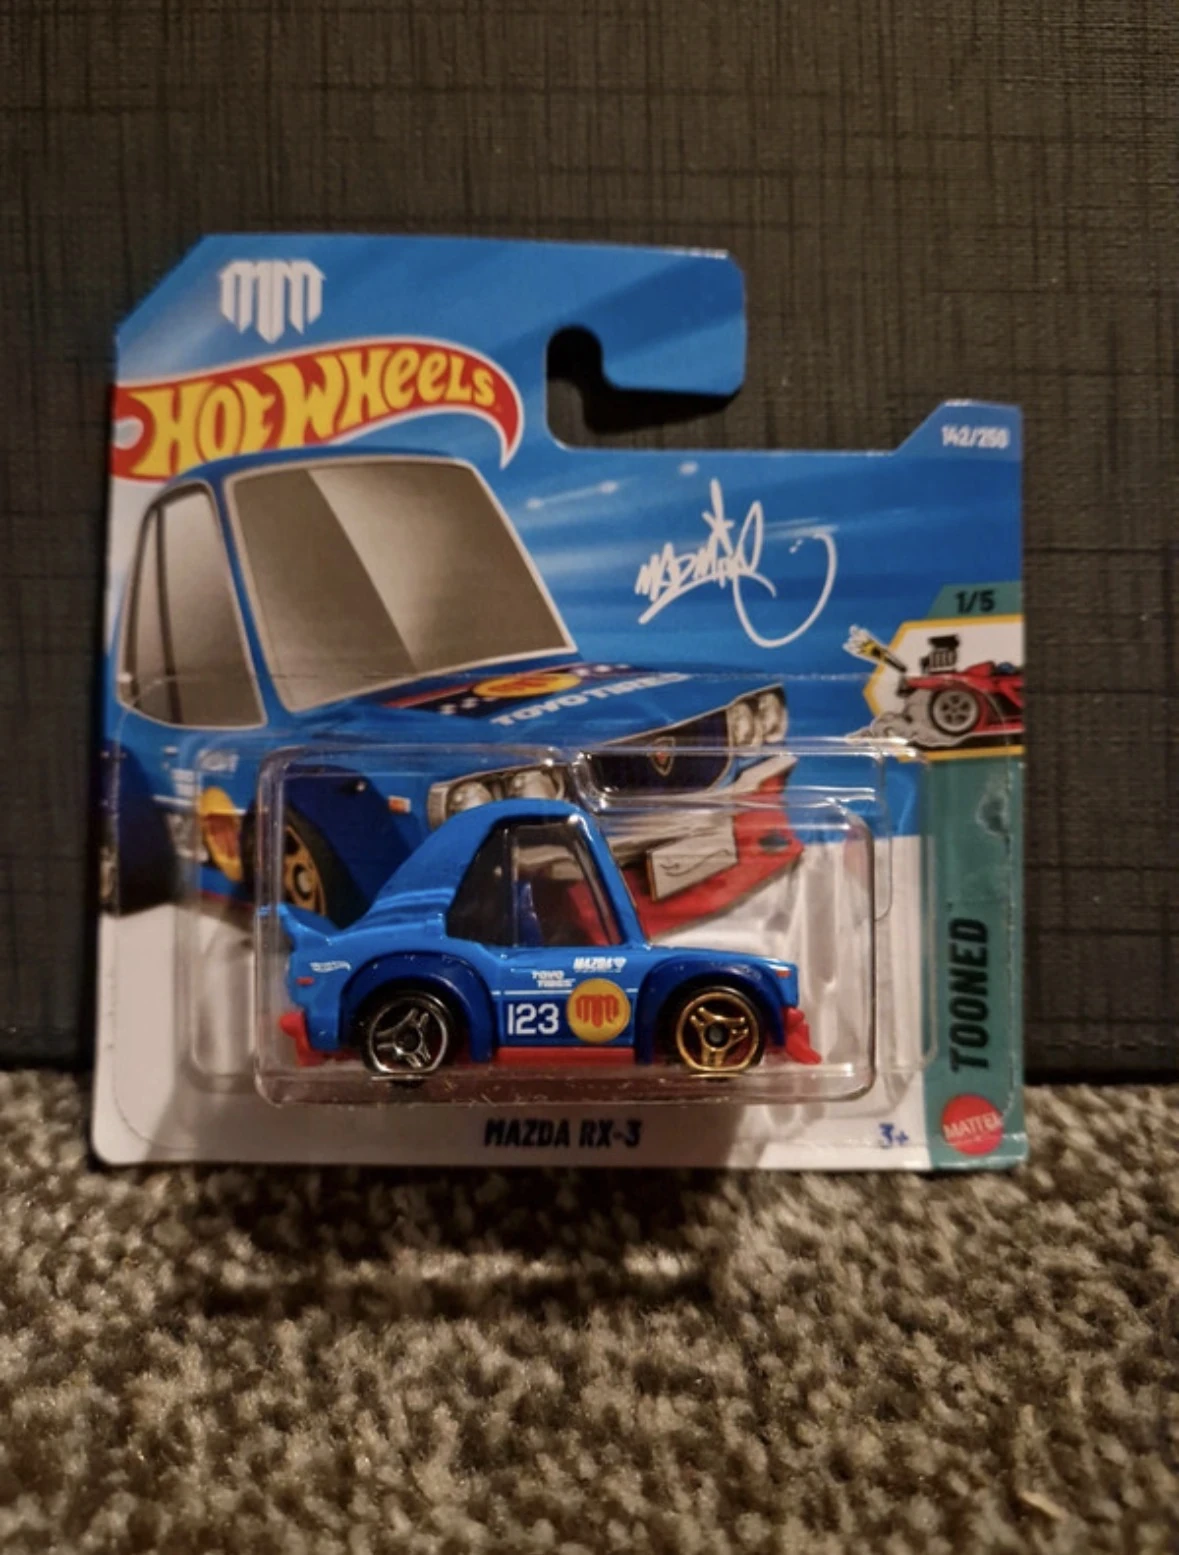 MM
HOT WHEELS
142/250
MADMIKE
1/5
TOYO TIRES
MAZDA
TOYO
TIRES
123
MM
TOONED
MATTEL
MAZDA RX-3
3+